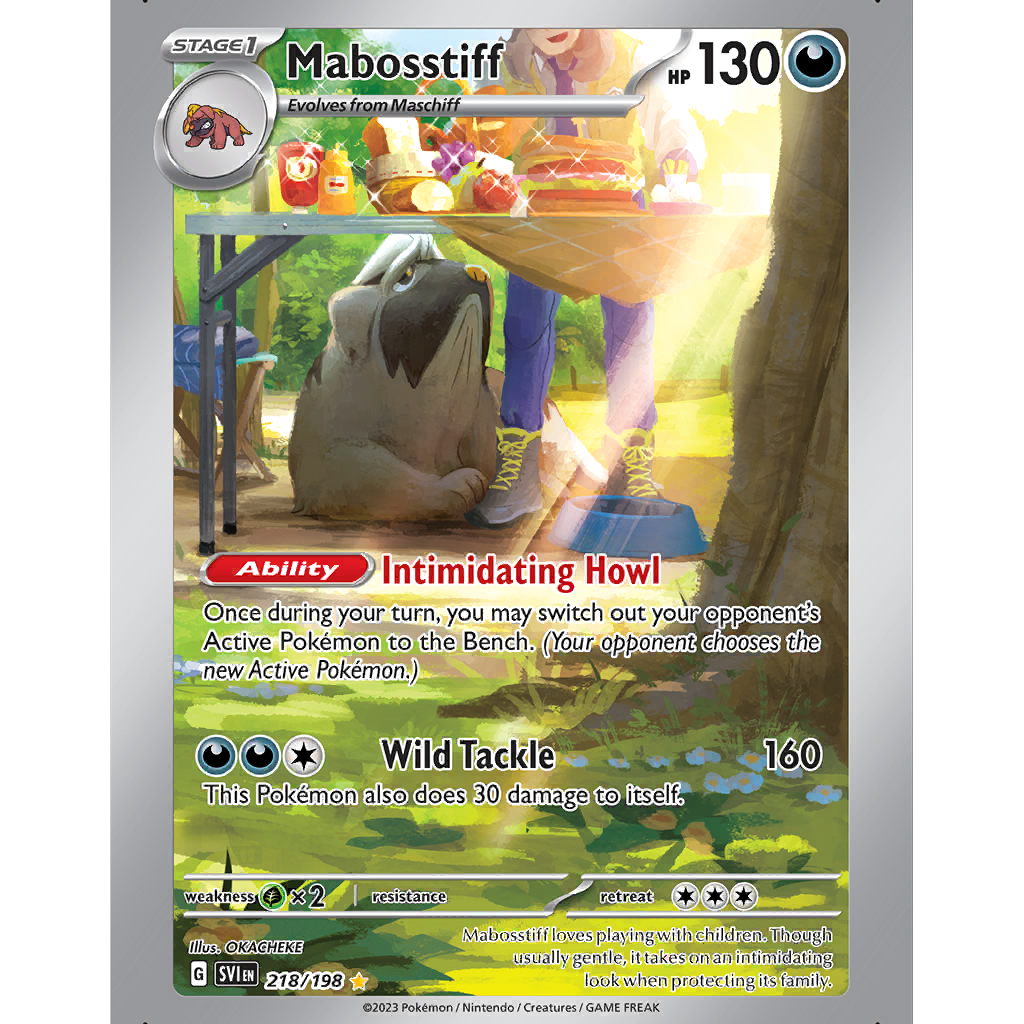 STAGE 1
Mabosstiff
HP 130
Evolves from Maschiff
Ability Intimidating Howl
Once during your turn, you may switch out your opponent's
Active Pokémon to the Bench. (Your opponent chooses the
new Active Pokémon.)
Wild Tackle 160
This Pokémon also does 30 damage to itself.
weakness ×2 resistance retreat
Illus. OKACHEKE
Mabosstiff loves playing with children. Though
usually gentle, it takes on an intimidating
look when protecting its family.
G SVI EN 218/198
©2023 Pokémon / Nintendo / Creatures / GAME FREAK